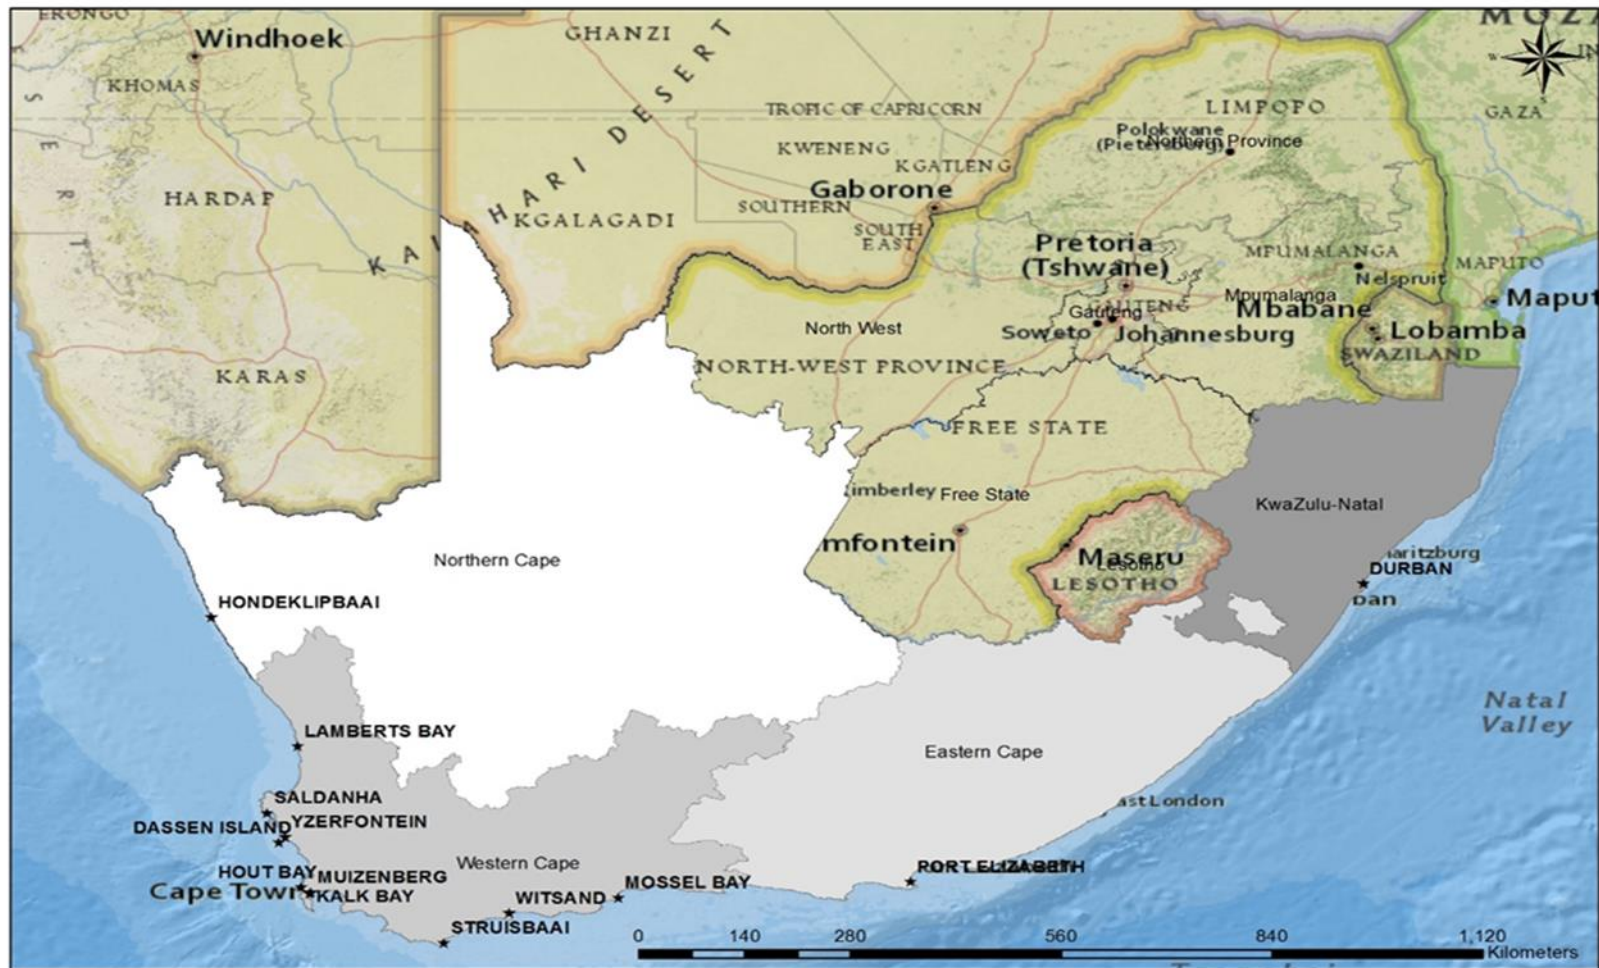 ERONGO
Windhoek
GHANZI
KHOMAS
KALAHARI DESERT
TROPIC OF CAPRICORN
LIMPOPO
GAZA
Polokwane
(Pietersburg)
Northern Province
KWENENG
KGATLENG
HARDAP
Gaborone
SOUTHERN
KGALAGADI
SOUTH
EAST
Pretoria
(Tshwane)
MPUMALANGA
MAPUTO
Nelspruit
Mpumalanga
Maput
GAUTENG
Gauteng
Mbabane
North West
Soweto
Johannesburg
Lobamba
SWAZILAND
NORTH-WEST PROVINCE
KARAS
FREE STATE
imberley
Free State
KwaZulu-Natal
mfontein
Maseru
Lesotho
LESOTHO
Northern Cape
aritzburg
DURBAN
ban
HONDEKLIPBAAI
Natal
Valley
LAMBERTS BAY
Eastern Cape
SALDANHA
ast London
DASSEN ISLAND
YZERFONTEIN
Western Cape
HOUT BAY
MUIZENBERG
PORT ELIZABETH
Cape Town
KALK BAY
WITSAND
MOSSEL BAY
STRUISBAAI
0 140 280 560 840 1,120
Kilometers